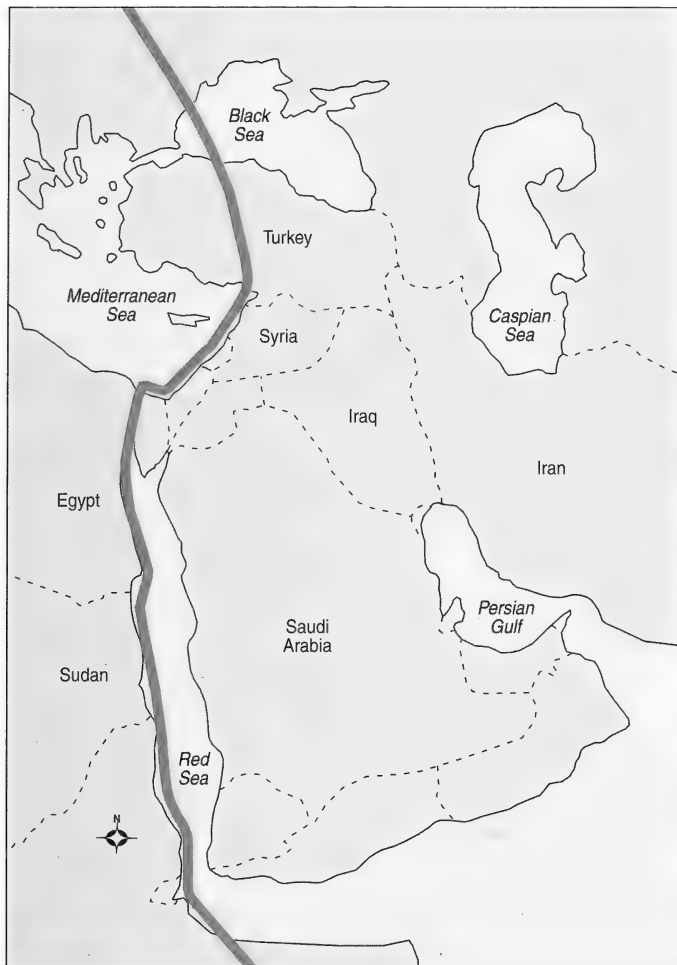 Black
Sea
Turkey
Mediterranean
Sea
Caspian
Sea
Syria
Iraq
Iran
Egypt
Persian
Gulf
Saudi
Arabia
Sudan
Red
Sea
N